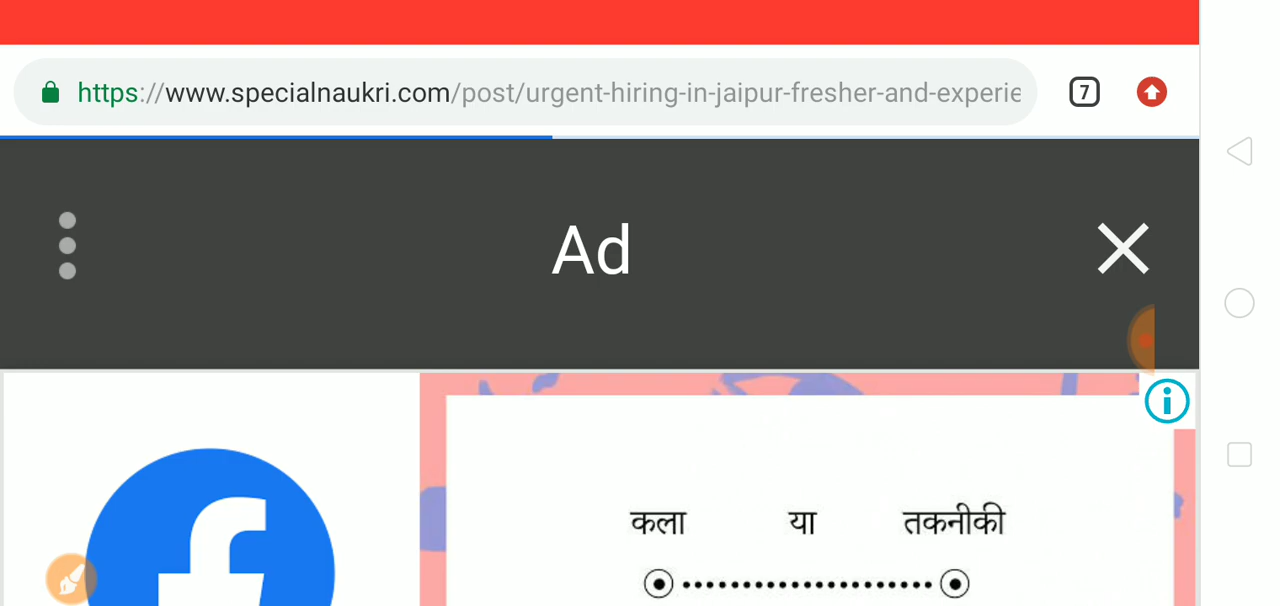 https://www.specialnaukri.com/post/urgent-hiring-in-jaipur-fresher-and-experie
7
Ad
कला या तकनीकी